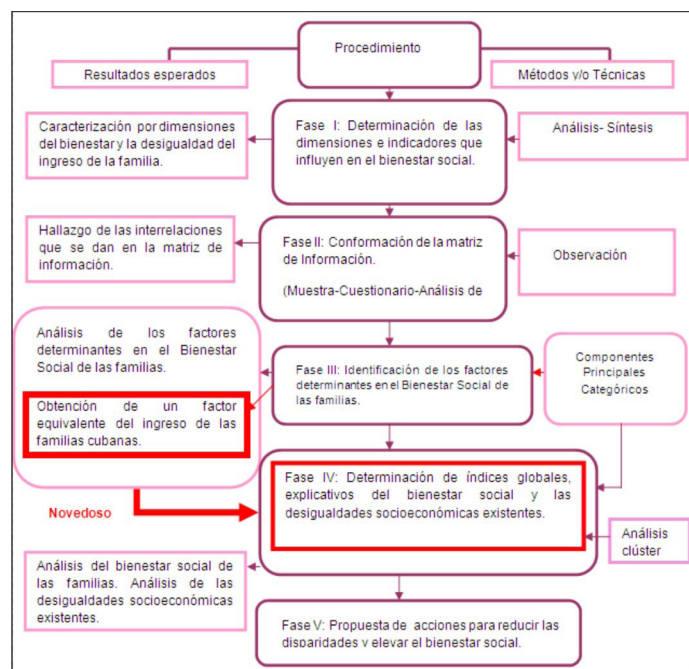 Procedimiento
Resultados esperados
Métodos y/o Técnicas
Caracterización por dimensiones
del bienestar y la desigualdad del
ingreso de la familia.
Fase I: Determinación de las
dimensiones e indicadores que
influyen en el bienestar social.
Análisis- Síntesis
Hallazgo de las interrelaciones
que se dan en la matriz de
información.
Fase II: Conformación de la matriz
de Información.
(Muestra-Cuestionario-Análisis de
Observación
Análisis de los factores
determinantes en el Bienestar
Social de las familias.
Obtención de un factor
equivalente del ingreso de las
familias cubanas.
Fase III: Identificación de los factores
determinantes en el Bienestar Social de
las familias.
Componentes
Principales
Categóricos
Novedoso
Fase IV: Determinación de índices globales,
explicativos del bienestar social y las
desigualdades socioeconómicas existentes.
Análisis
clúster
Análisis del bienestar social de
las familias. Análisis de las
desigualdades socioeconómicas
existentes.
Fase V: Propuesta de acciones para reducir las
disparidades y elevar el bienestar social.